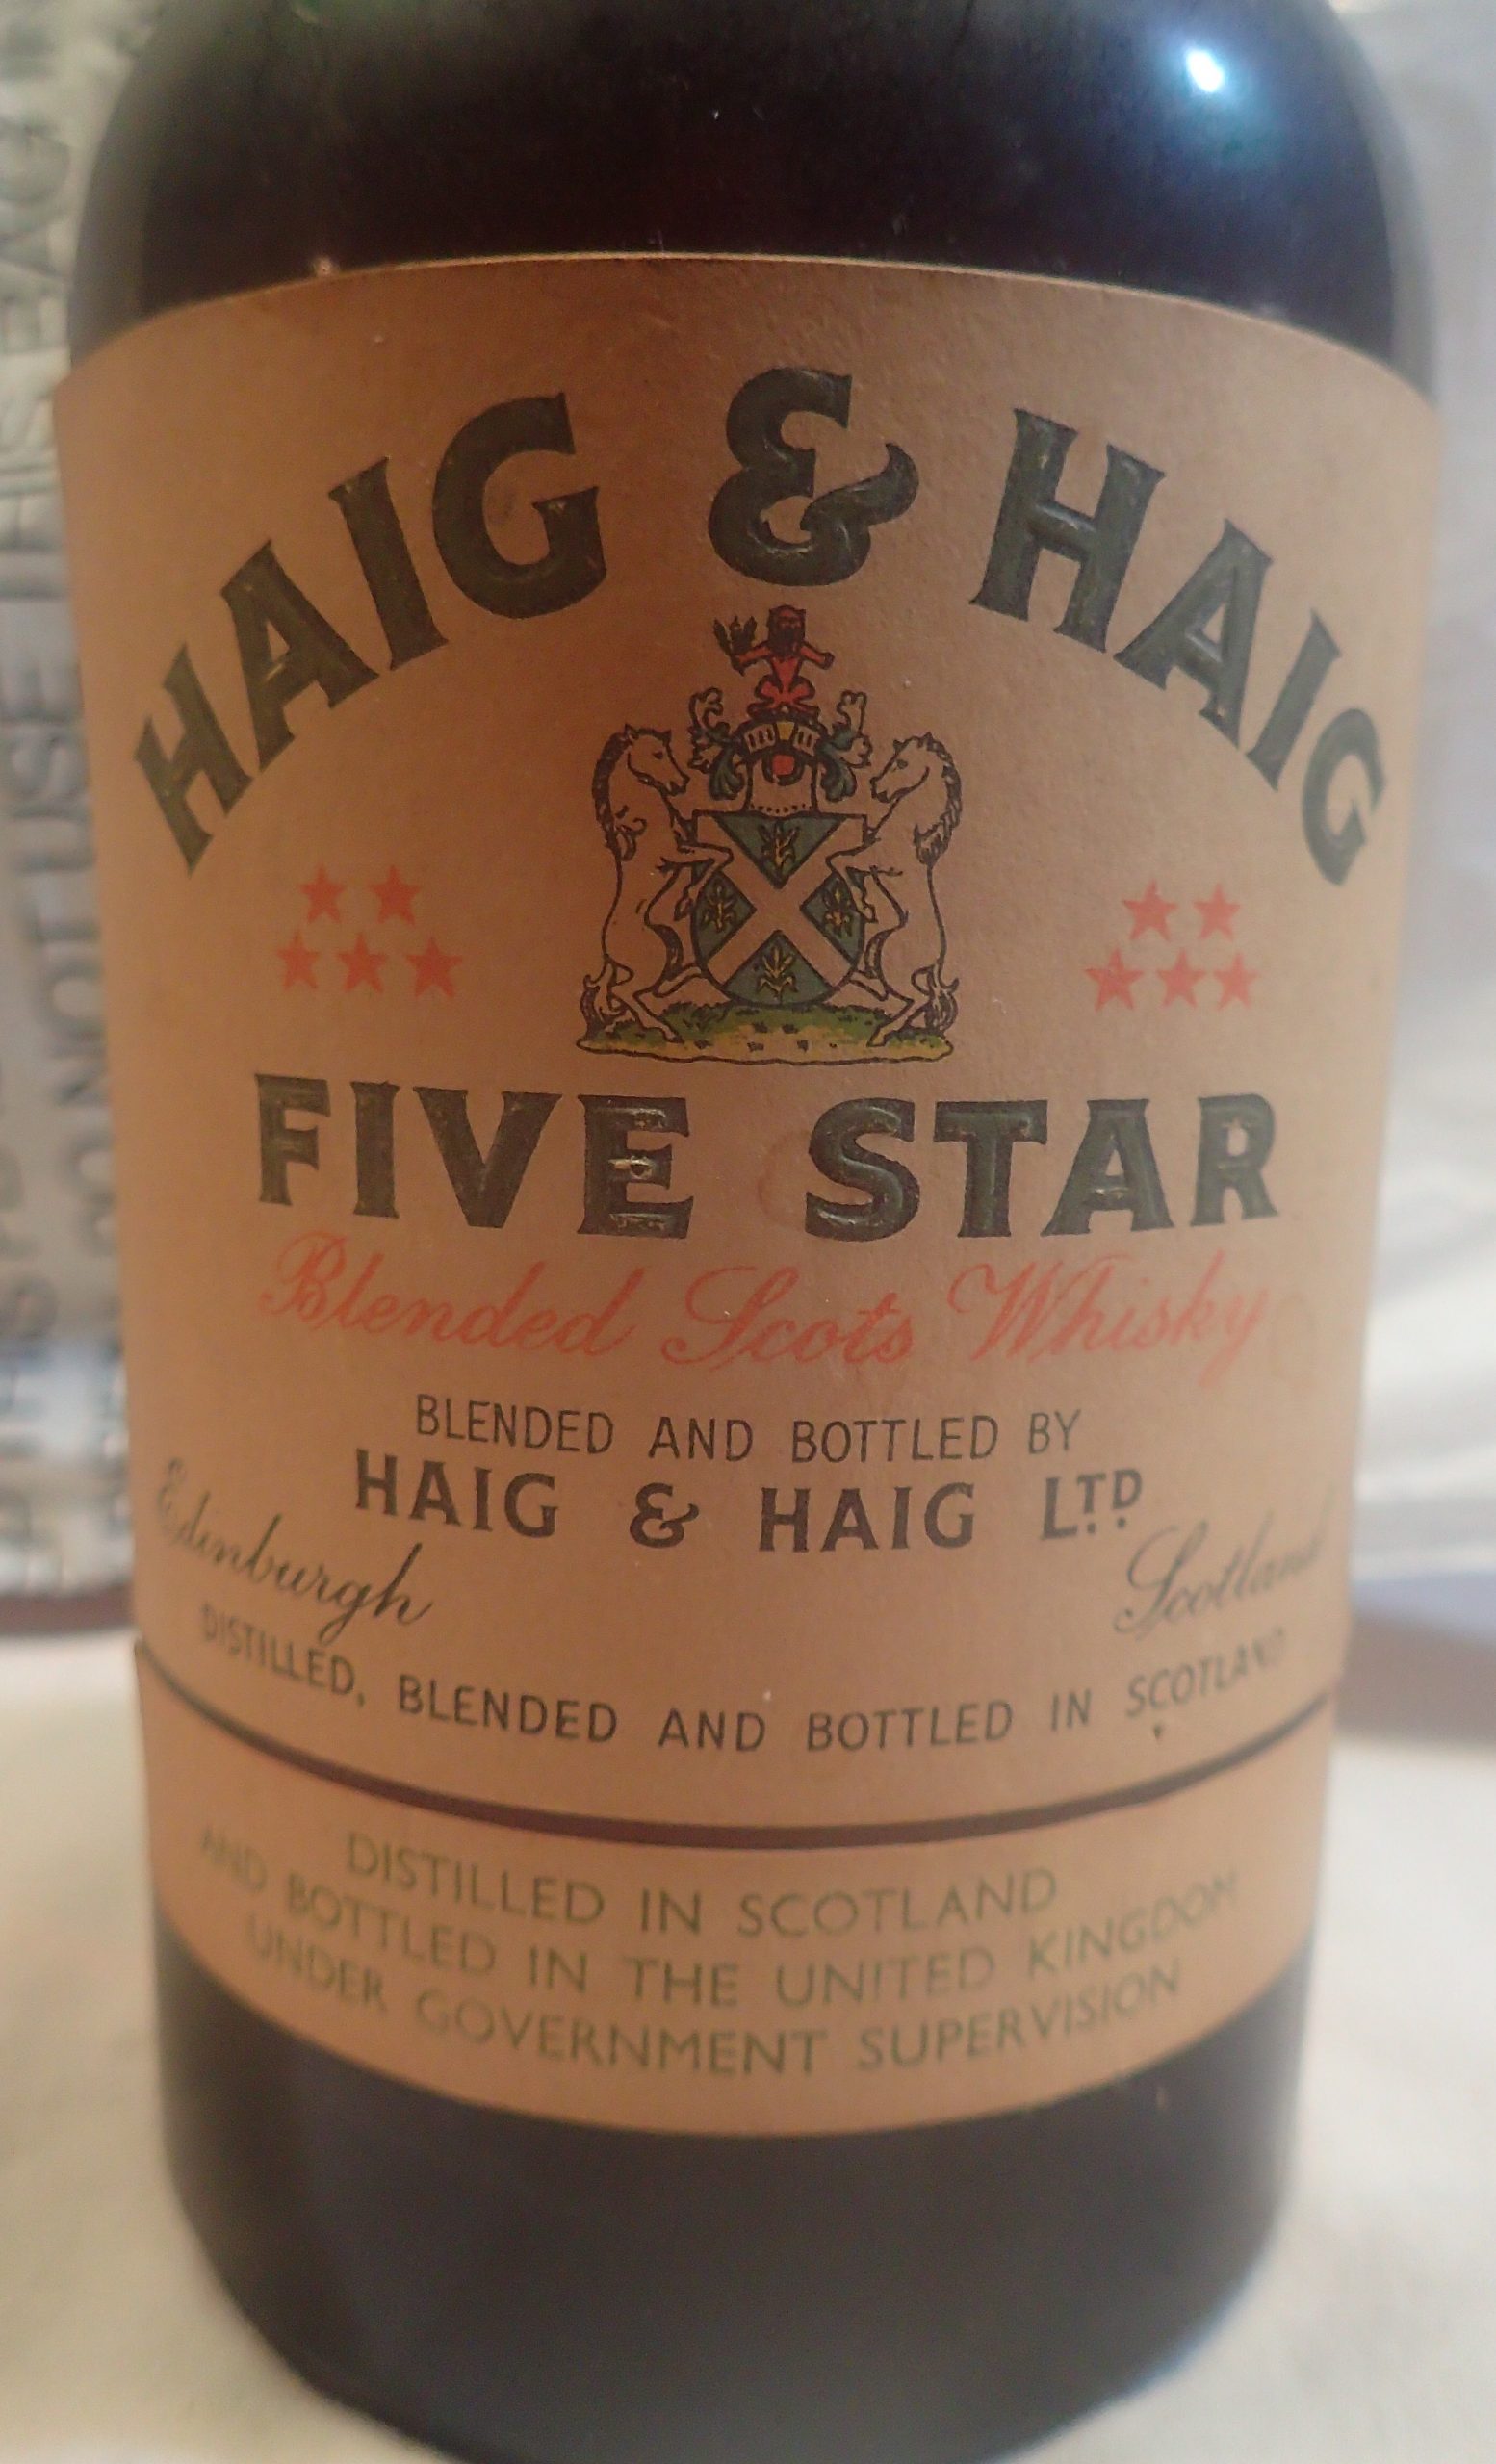 HAIG & HAIG
FIVE STAR
Blended Scots Whisky
BLENDED AND BOTTLED BY
HAIG & HAIG LTD
Edinburgh Scotland
DISTILLED, BLENDED AND BOTTLED IN SCOTLAND
DISTILLED IN SCOTLAND
AND BOTTLED IN THE UNITED KINGDOM
UNDER GOVERNMENT SUPERVISION